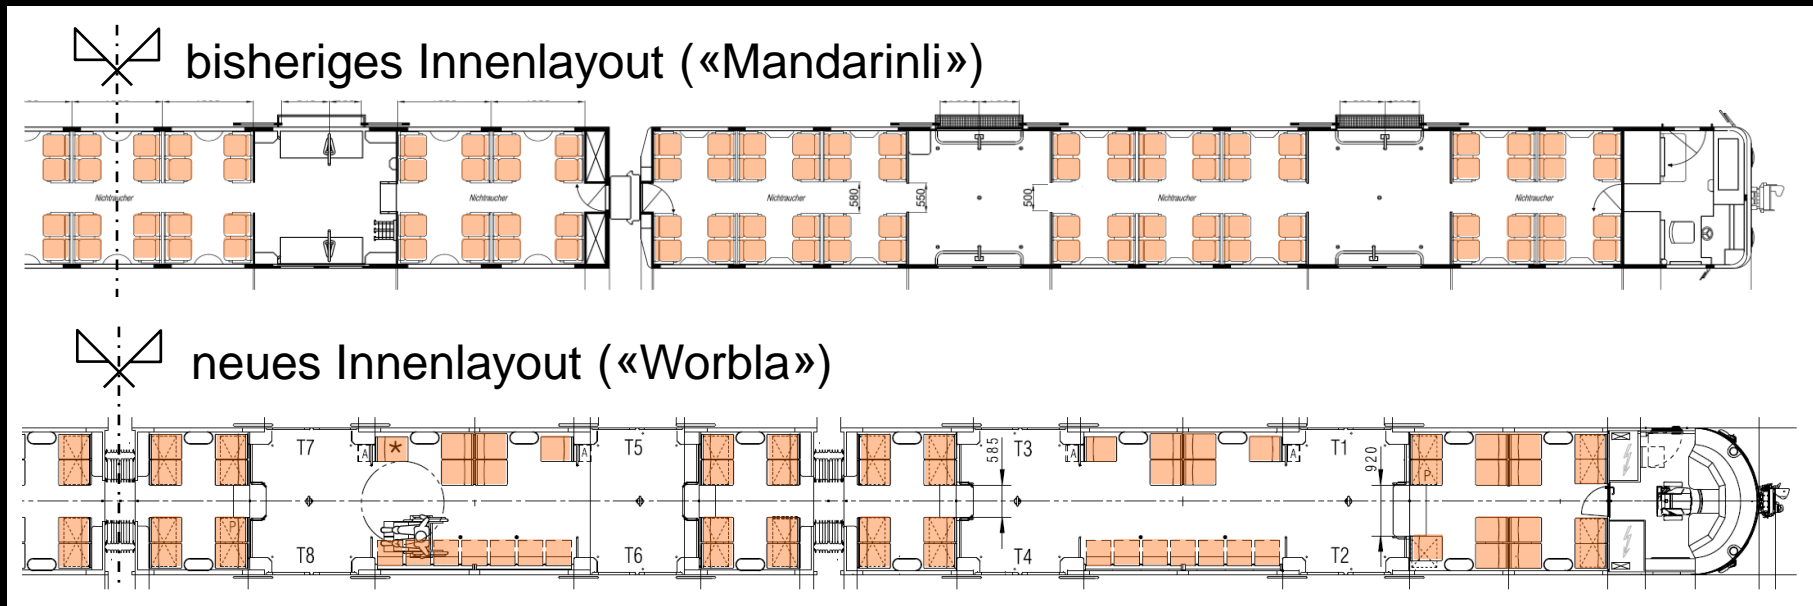 bisheriges Innenlayout («Mandarinli»)
Nichtraucher Nichtraucher Nichtraucher 580 550 500 Nichtraucher Nichtraucher
neues Innenlayout («Worbla»)
T7 T5 T3 T1
A * A A
585 920
P P
T8 T6 T4 T2